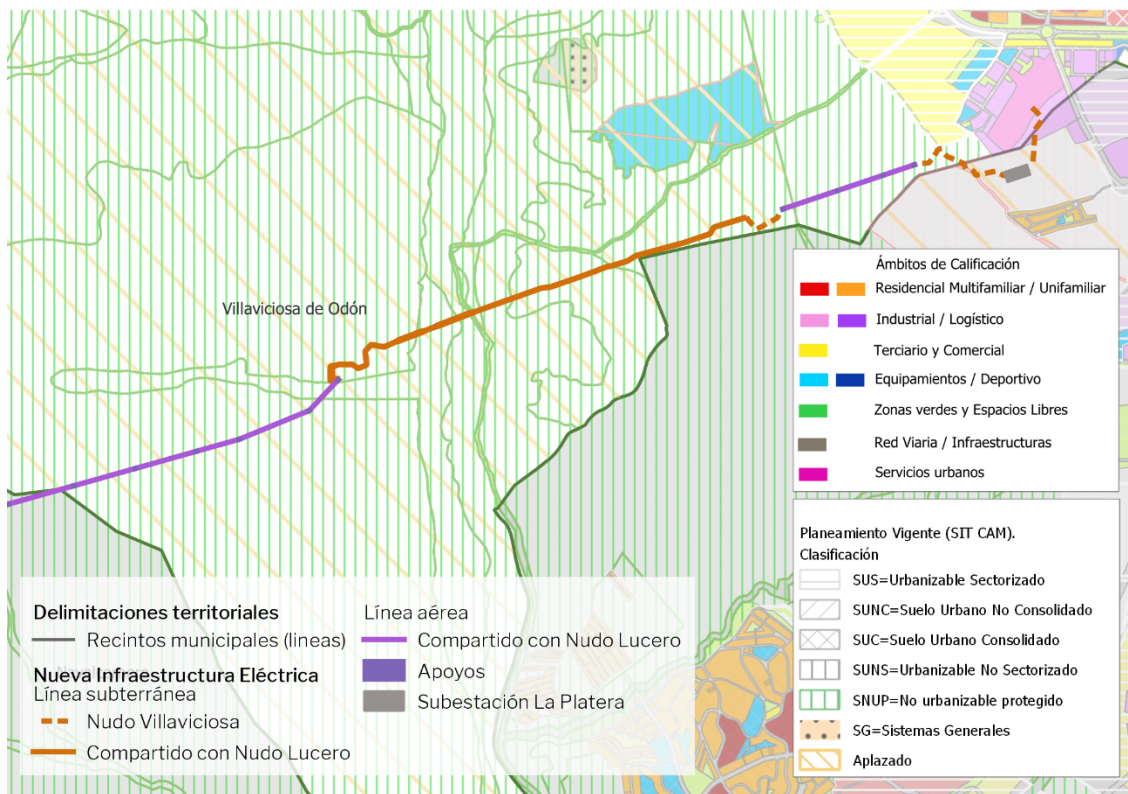 Villaviciosa de Odón
Ámbitos de Calificación
Residencial Multifamiliar / Unifamiliar
Industrial / Logístico
Terciario y Comercial
Equipamientos / Deportivo
Zonas verdes y Espacios Libres
Red Viaria / Infraestructuras
Servicios urbanos
Planeamiento Vigente (SIT CAM).
Clasificación
SUS=Urbanizable Sectorizado
SUNC=Suelo Urbano No Consolidado
SUC=Suelo Urbano Consolidado
SUNS=Urbanizable No Sectorizado
SNUP=No urbanizable protegido
SG=Sistemas Generales
Aplazado
Delimitaciones territoriales
Recintos municipales (lineas)
Nueva Infraestructura Eléctrica
Línea subterránea
Nudo Villaviciosa
Compartido con Nudo Lucero
Línea aérea
Compartido con Nudo Lucero
Apoyos
Subestación La Platera